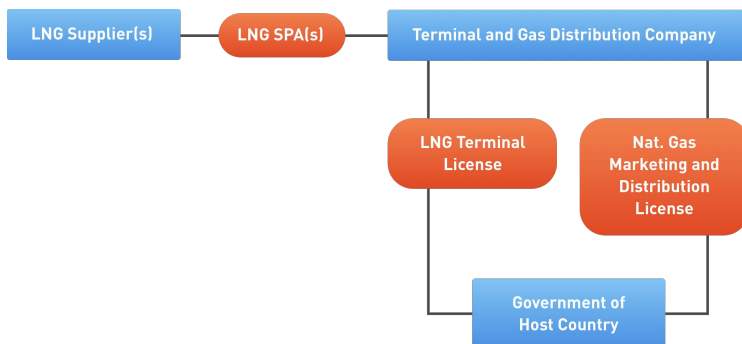 LNG Supplier(s)
LNG SPA(s)
Terminal and Gas Distribution Company
LNG Terminal
License
Nat. Gas
Marketing and
Distribution
License
Government of
Host Country